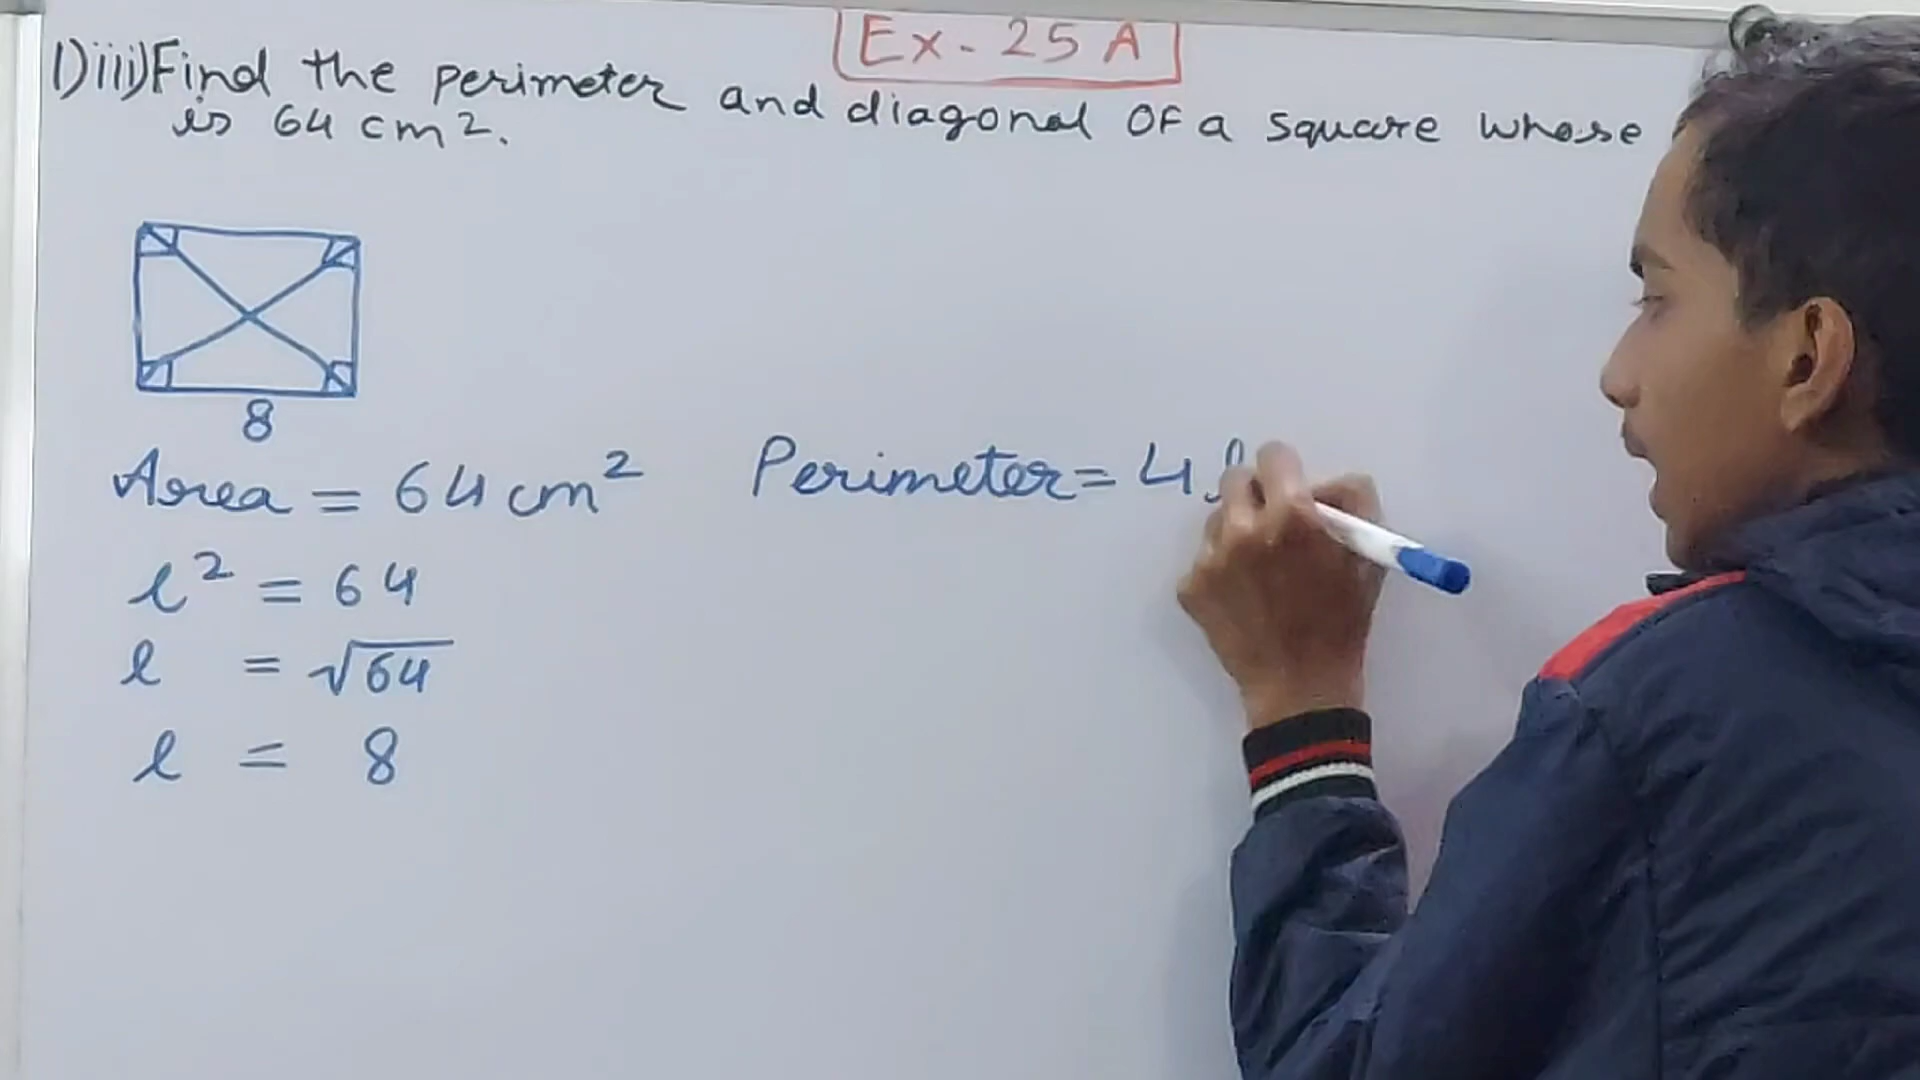 Ex - 25 A
1)iii) Find the perimeter and diagonal OF a square whose
is 64 cm2.
8
Area = 64 cm²
l² = 64
l = √64
l = 8
Perimeter = 4l